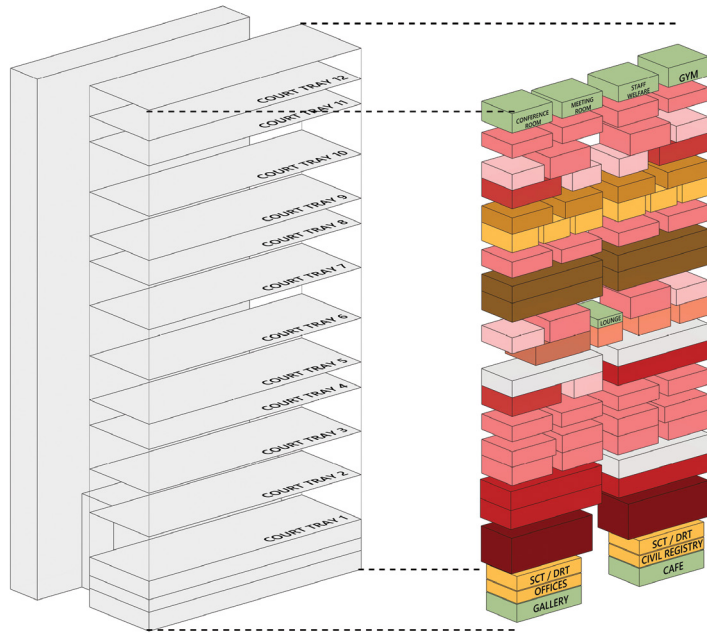 COURT TRAY 12
COURT TRAY 11
COURT TRAY 10
COURT TRAY 9
COURT TRAY 8
COURT TRAY 7
COURT TRAY 6
COURT TRAY 5
COURT TRAY 4
COURT TRAY 3
COURT TRAY 2
COURT TRAY 1
GYM
STAFF
WELFARE
MEETING
ROOM
CONFERENCE
ROOM
LOUNGE
SCT / DRT
CIVIL REGISTRY
CAFE
SCT / DRT
OFFICES
GALLERY